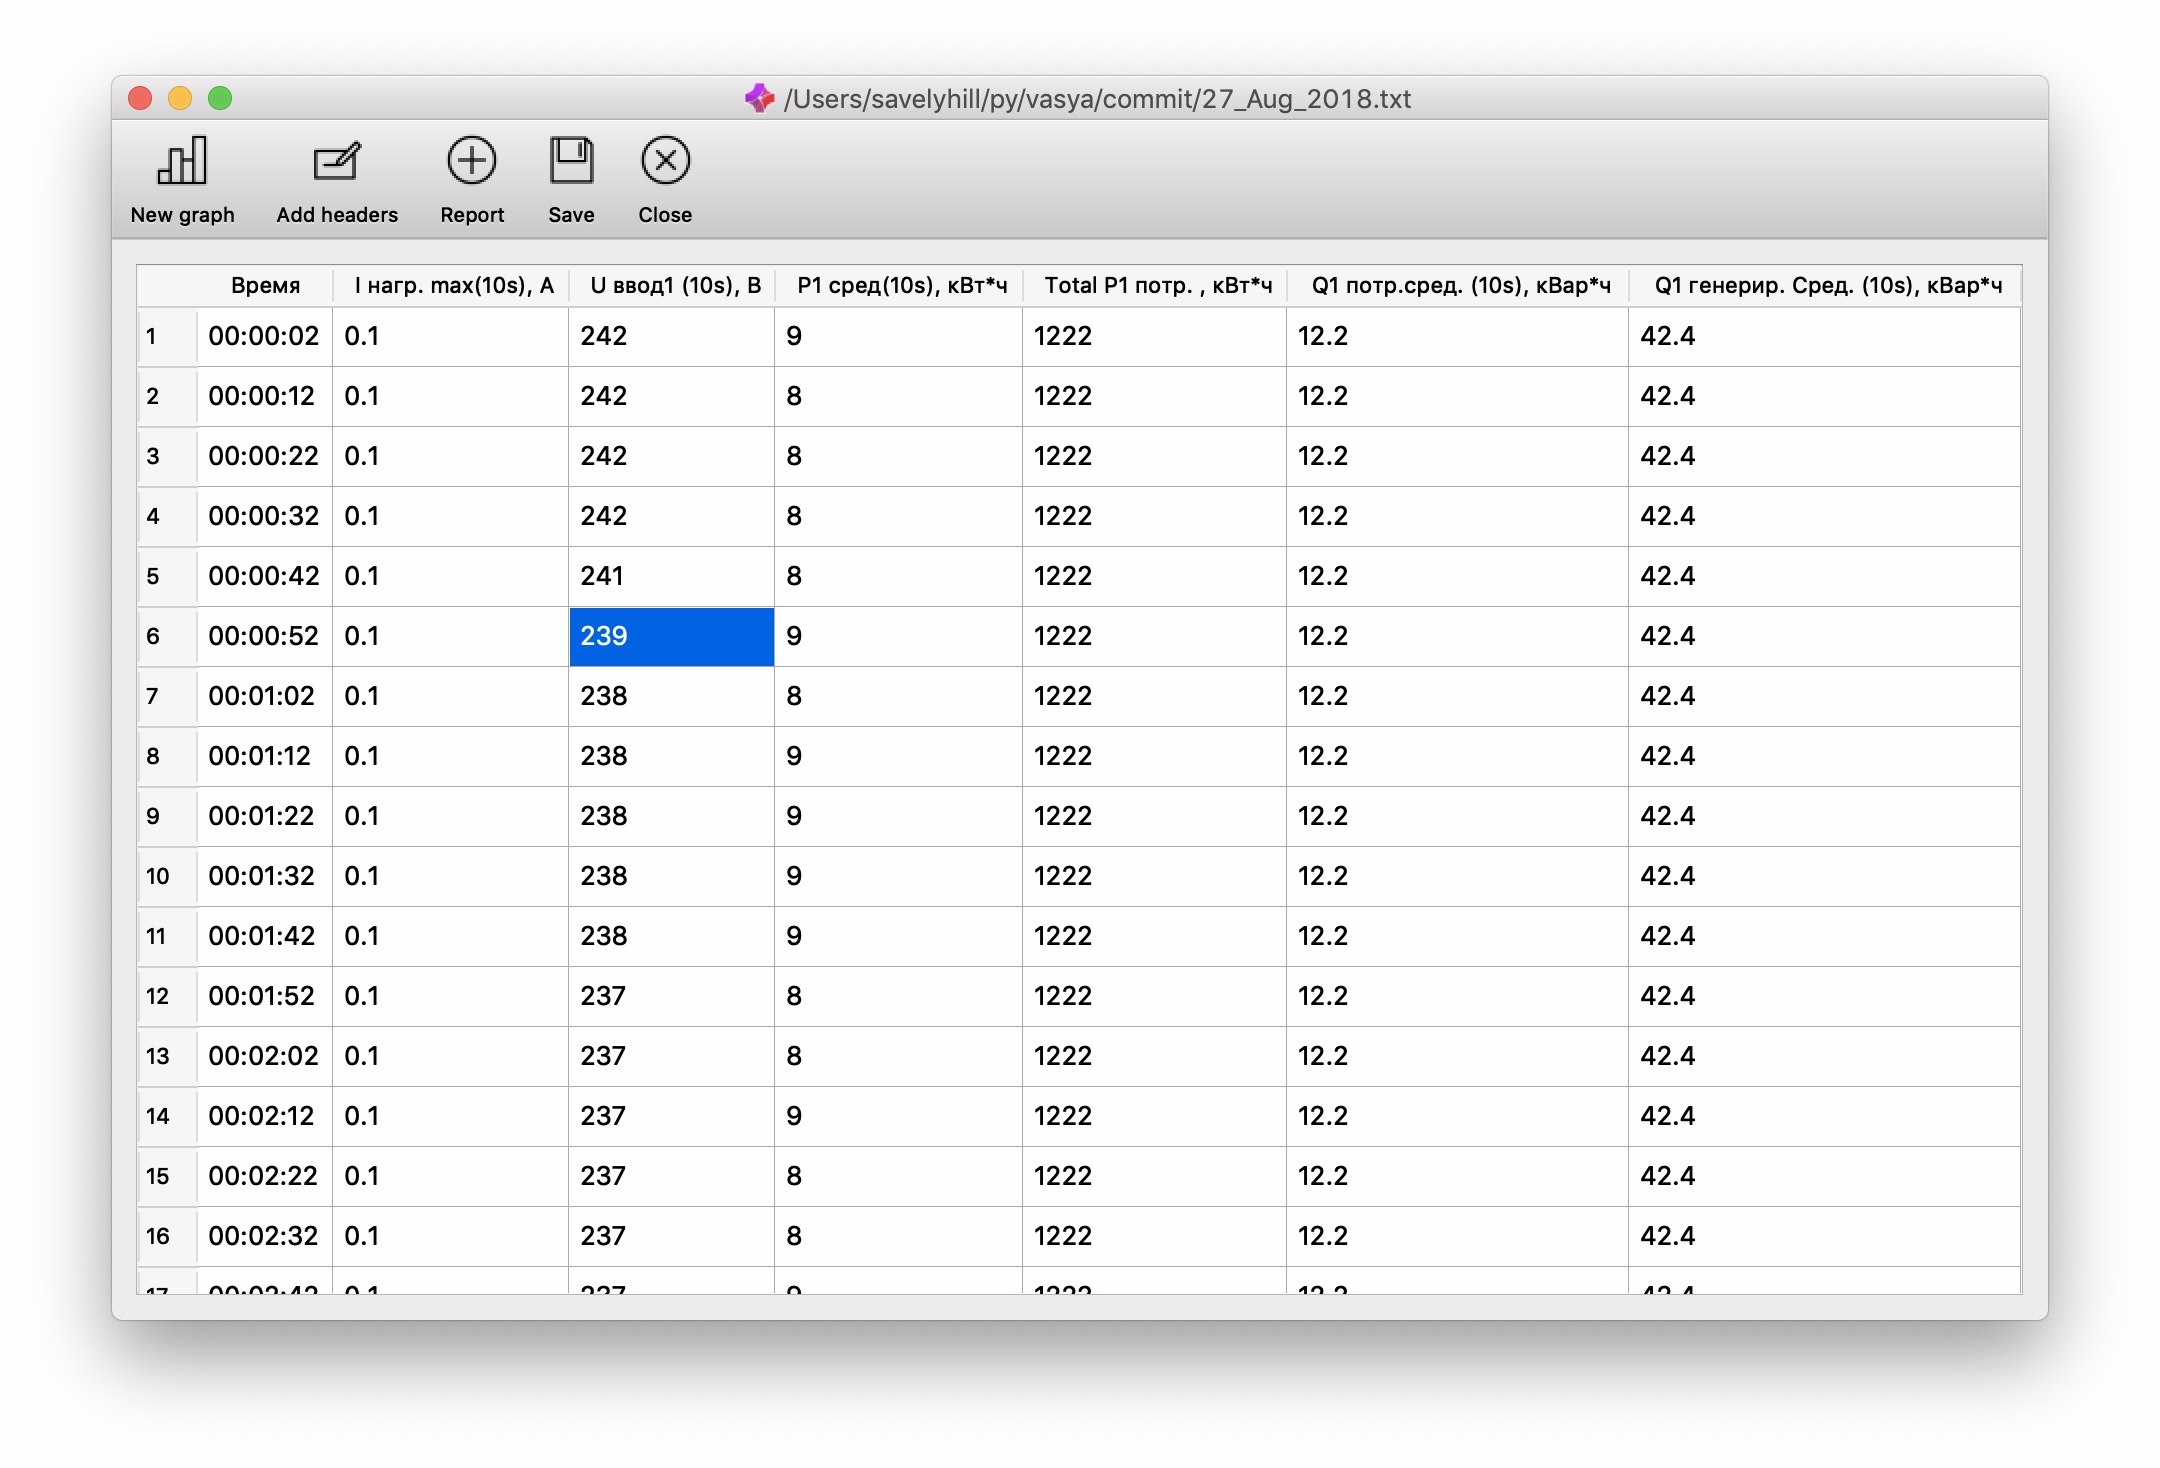 /Users/savelyhill/py/vasya/commit/27_Aug_2018.txt
New graph Add headers Report Save Close
Время I нагр. max(10s), А U ввод1 (10s), В P1 сред(10s), кВт*ч Total P1 потр. , кВт*ч Q1 потр.сред. (10s), кВар*ч Q1 генерир. Сред. (10s), кВар*ч
1 00:00:02 0.1 242 9 1222 12.2 42.4
2 00:00:12 0.1 242 8 1222 12.2 42.4
3 00:00:22 0.1 242 8 1222 12.2 42.4
4 00:00:32 0.1 242 8 1222 12.2 42.4
5 00:00:42 0.1 241 8 1222 12.2 42.4
6 00:00:52 0.1 239 9 1222 12.2 42.4
7 00:01:02 0.1 238 8 1222 12.2 42.4
8 00:01:12 0.1 238 9 1222 12.2 42.4
9 00:01:22 0.1 238 9 1222 12.2 42.4
10 00:01:32 0.1 238 9 1222 12.2 42.4
11 00:01:42 0.1 238 9 1222 12.2 42.4
12 00:01:52 0.1 237 8 1222 12.2 42.4
13 00:02:02 0.1 237 8 1222 12.2 42.4
14 00:02:12 0.1 237 9 1222 12.2 42.4
15 00:02:22 0.1 237 8 1222 12.2 42.4
16 00:02:32 0.1 237 8 1222 12.2 42.4